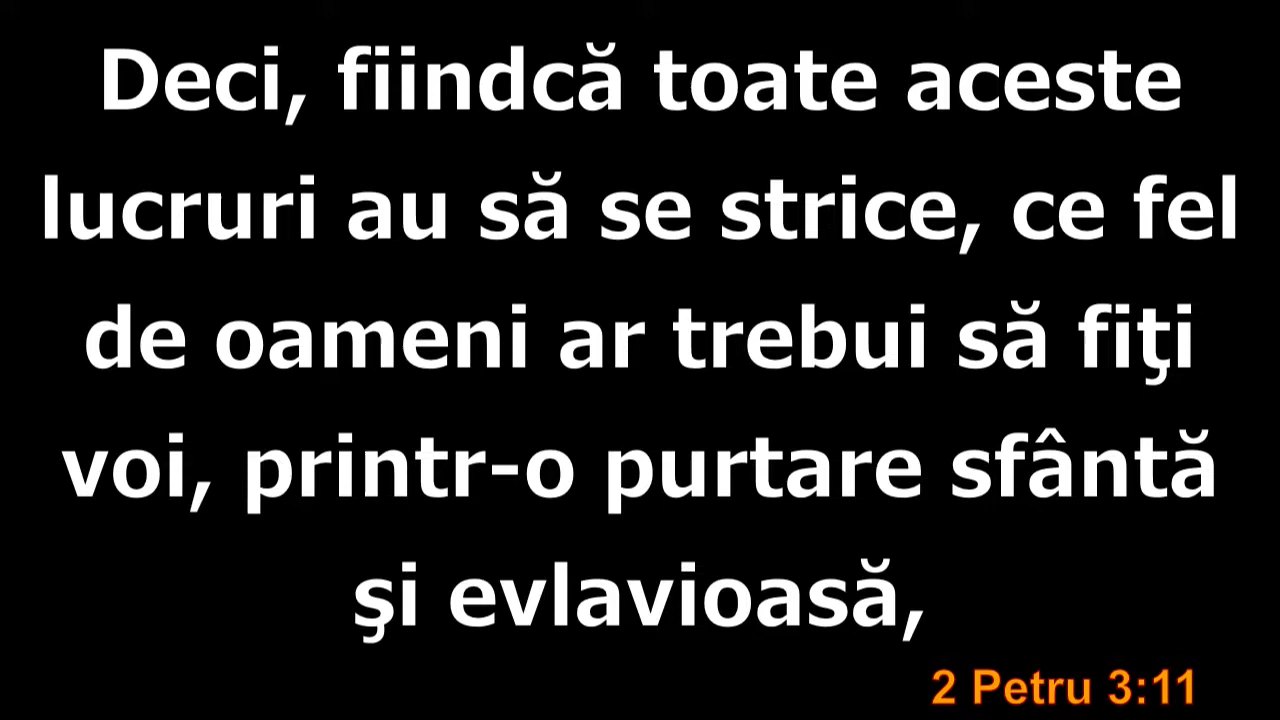 Deci, fiindcă toate aceste
lucruri au să se strice, ce fel
de oameni ar trebui să fiţi
voi, printr-o purtare sfântă
şi evlavioasă,
2 Petru 3:11